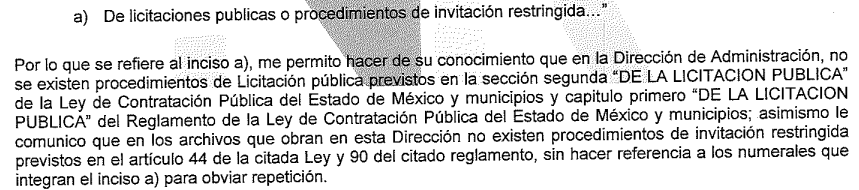 a) De licitaciones publicas o procedimientos de invitación restringida..."
Por lo que se refiere al inciso a), me permito hacer de su conocimiento que en la Dirección de Administración, no
se existen procedimientos de Licitación pública previstos en la sección segunda "DE LA LICITACION PUBLICA"
de la Ley de Contratación Pública del Estado de México y municipios y capitulo primero "DE LA LICITACION
PUBLICA" del Reglamento de la Ley de Contratación Pública del Estado de México y municipios; asimismo le
comunico que en los archivos que obran en esta Dirección no existen procedimientos de invitación restringida
previstos en el artículo 44 de la citada Ley y 90 del citado reglamento, sin hacer referencia a los numerales que
integran el inciso a) para obviar repetición.